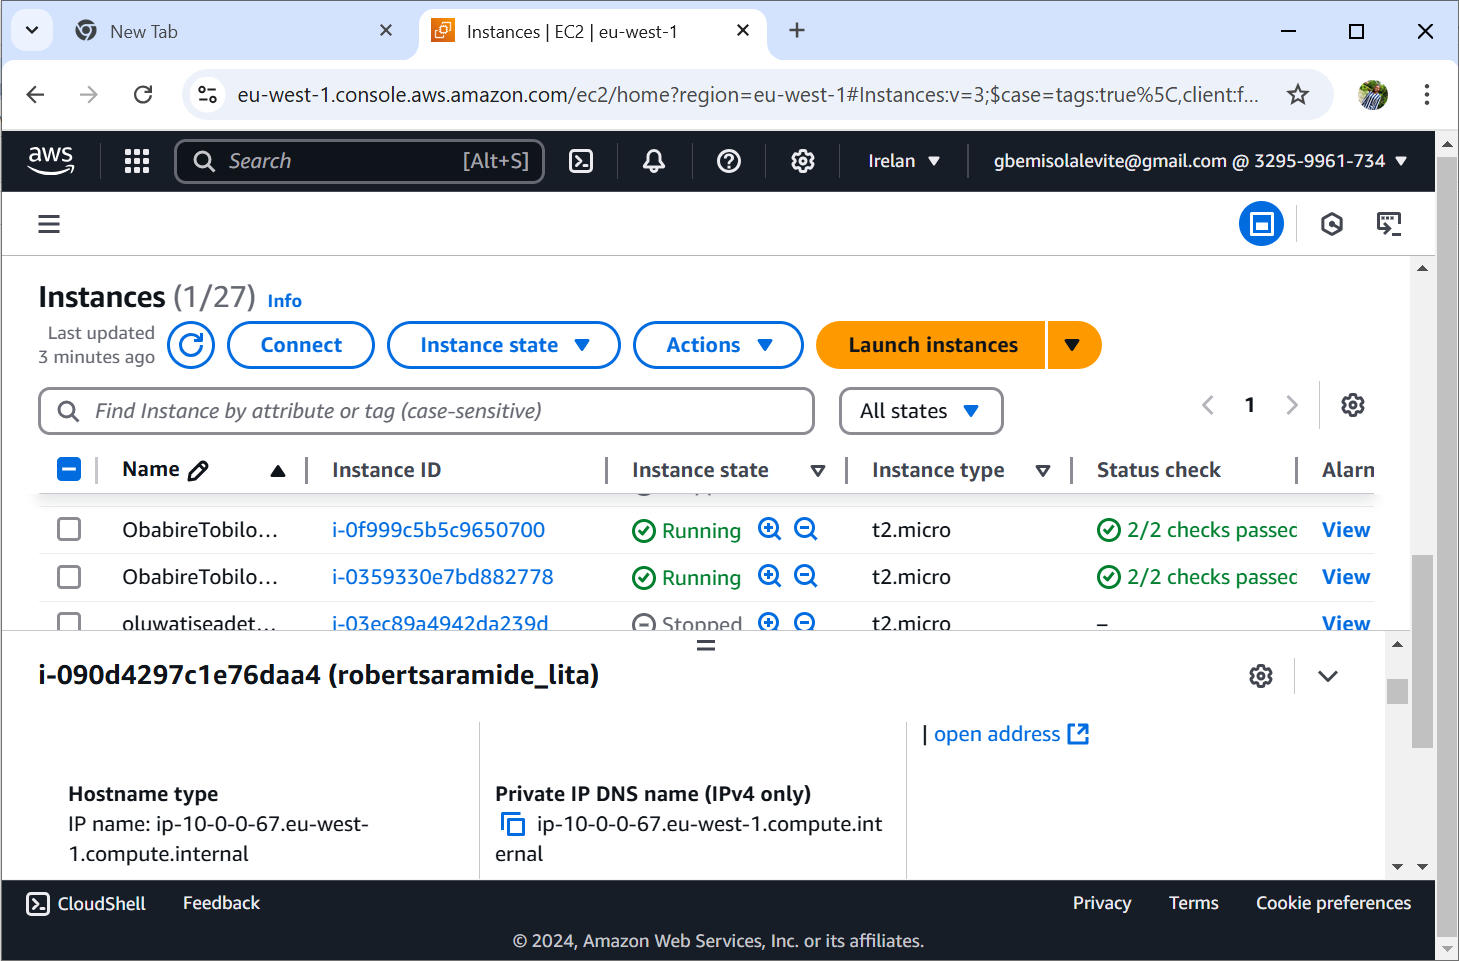 New Tab
Instances | EC2 | eu-west-1
eu-west-1.console.aws.amazon.com/ec2/home?region=eu-west-1#Instances:v=3;$case=tags:true%5C,client:f...
aws
Search [Alt+S]
Irelan
gbemisolalevite@gmail.com @ 3295-9961-734
Instances (1/27) Info
Last updated
3 minutes ago
Connect
Instance state
Actions
Launch instances
Find Instance by attribute or tag (case-sensitive)
All states
1
Name Instance ID Instance state Instance type Status check Alarn
ObabireTobilo... i-0f999c5b5c9650700 Running t2.micro 2/2 checks passed View
ObabireTobilo... i-0359330e7bd882778 Running t2.micro 2/2 checks passed View
oluwatiseadet... i-03ec89a4942da239d Stopped t2.micro – View
i-090d4297c1e76daa4 (robertsaramide_lita)
| open address
Hostname type
IP name: ip-10-0-0-67.eu-west-
1.compute.internal
Private IP DNS name (IPv4 only)
ip-10-0-0-67.eu-west-1.compute.int
ernal
CloudShell Feedback Privacy Terms Cookie preferences
© 2024, Amazon Web Services, Inc. or its affiliates.